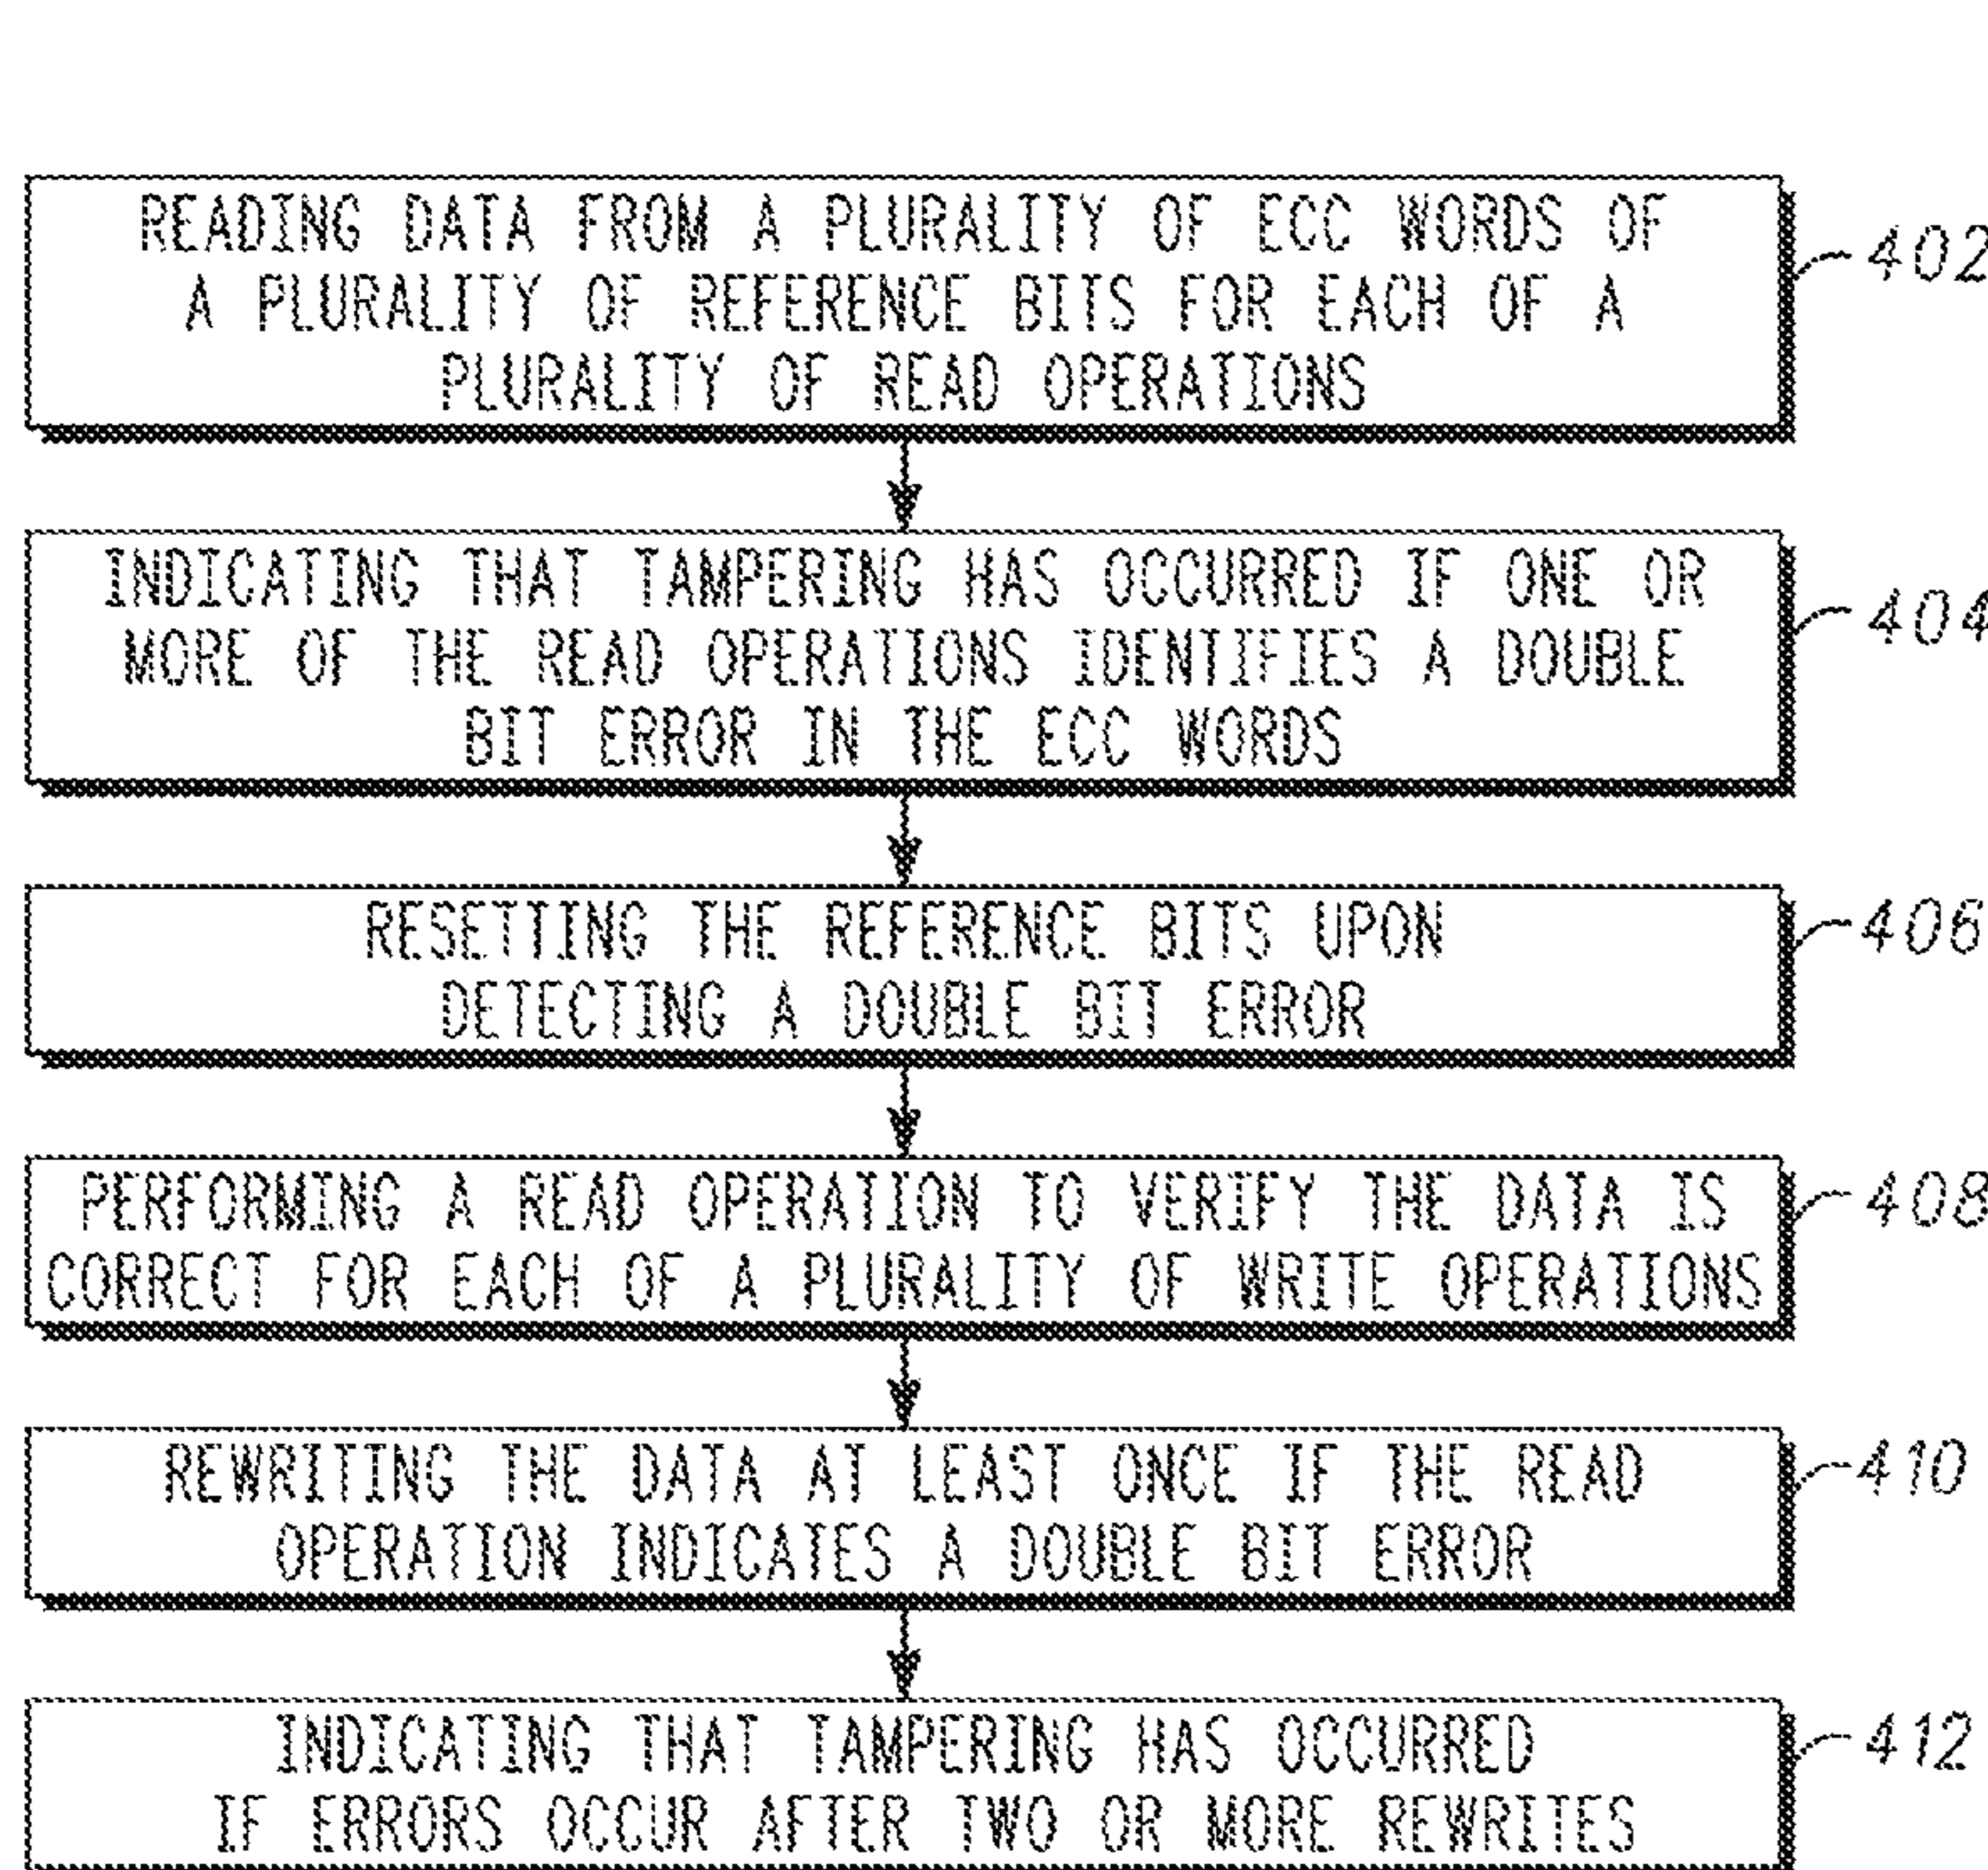 READING DATA FROM A PLURALITY OF ECC WORDS OF
A PLURALITY OF REFERENCE BITS FOR EACH OF A
PLURALITY OF READ OPERATIONS
402
INDICATING THAT TAMPERING HAS OCCURRED IF ONE OR
MORE OF THE READ OPERATIONS IDENTIFIES A DOUBLE
BIT ERROR IN THE ECC WORDS
404
RESETTING THE REFERENCE BITS UPON
DETECTING A DOUBLE BIT ERROR
406
PERFORMING A READ OPERATION TO VERIFY THE DATA IS
CORRECT FOR EACH OF A PLURALITY OF WRITE OPERATIONS
408
REWRITING THE DATA AT LEAST ONCE IF THE READ
OPERATION INDICATES A DOUBLE BIT ERROR
410
INDICATING THAT TAMPERING HAS OCCURRED
IF ERRORS OCCUR AFTER TWO OR MORE REWRITES
412